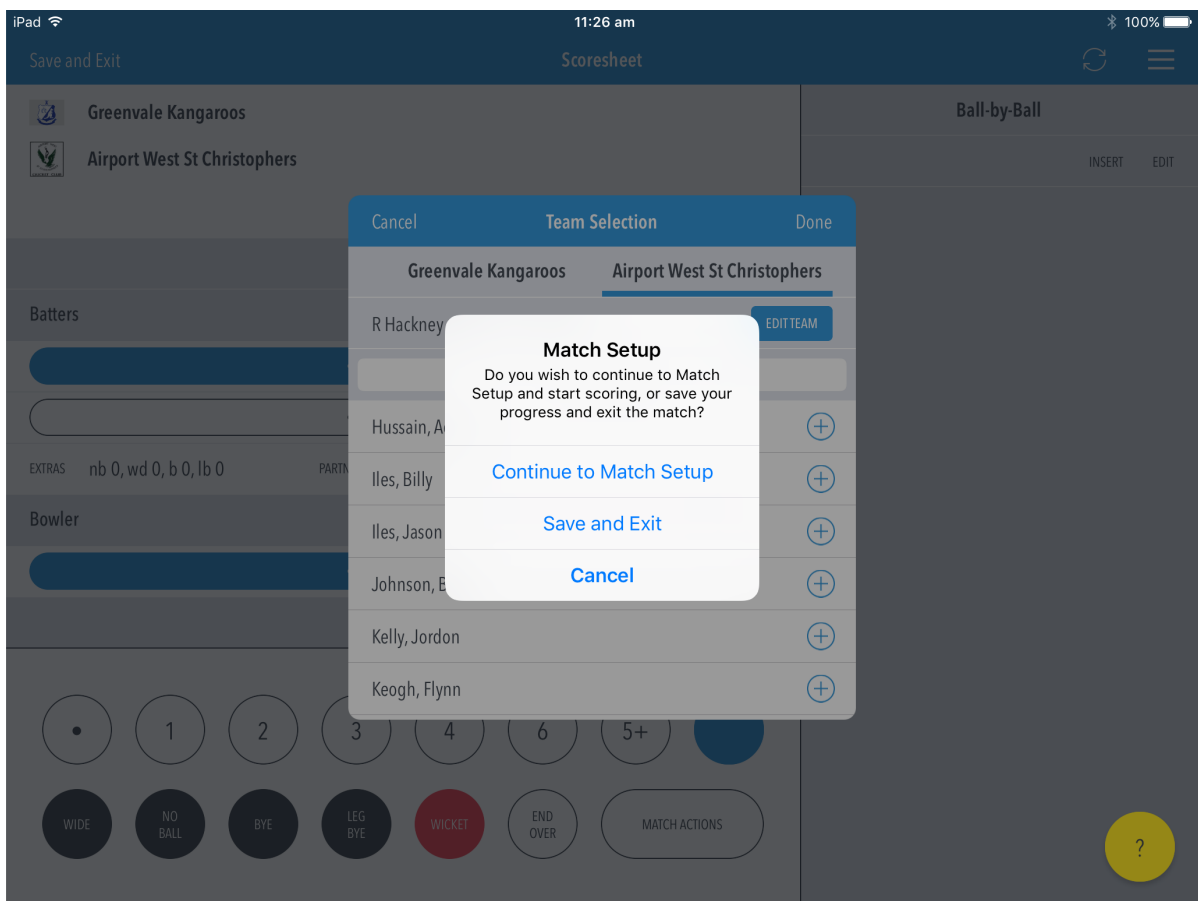 iPad 11:26 am 100%
Save and Exit Scoresheet
Greenvale Kangaroos
Airport West St Christophers
Ball-by-Ball
INSERT EDIT
Cancel Team Selection Done
Greenvale Kangaroos Airport West St Christophers
R Hackney EDIT TEAM
Match Setup
Do you wish to continue to Match
Setup and start scoring, or save your
progress and exit the match?
Continue to Match Setup
Save and Exit
Cancel
Hussain, A
Iles, Billy
Iles, Jason
Johnson, B
Kelly, Jordon
Keogh, Flynn
Batters
EXTRAS nb 0, wd 0, b 0, lb 0 PARTN
Bowler
• 1 2 3 4 6 5+
WIDE
NO
BALL
BYE
LEG
BYE
WICKET
END
OVER
MATCH ACTIONS
?